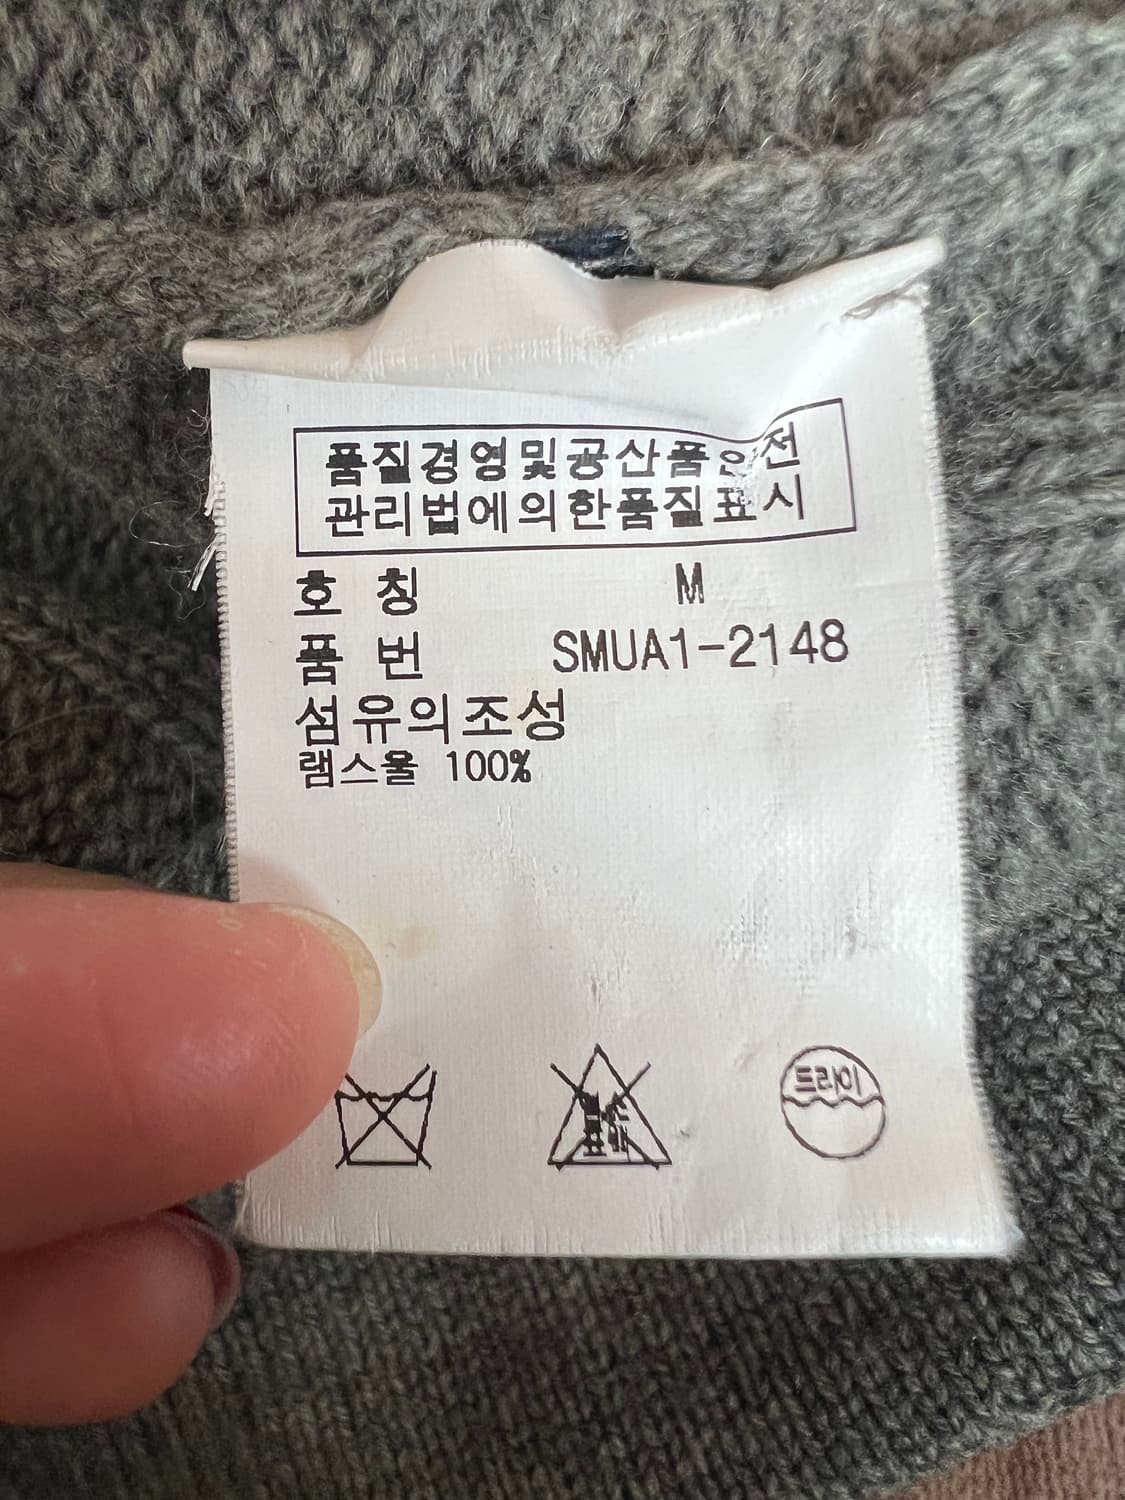 품질경영및공산품안전
관리법에의한품질표시
호 칭 M
품 번 SMUA1-2148
섬유의조성
램스울 100%
드라이